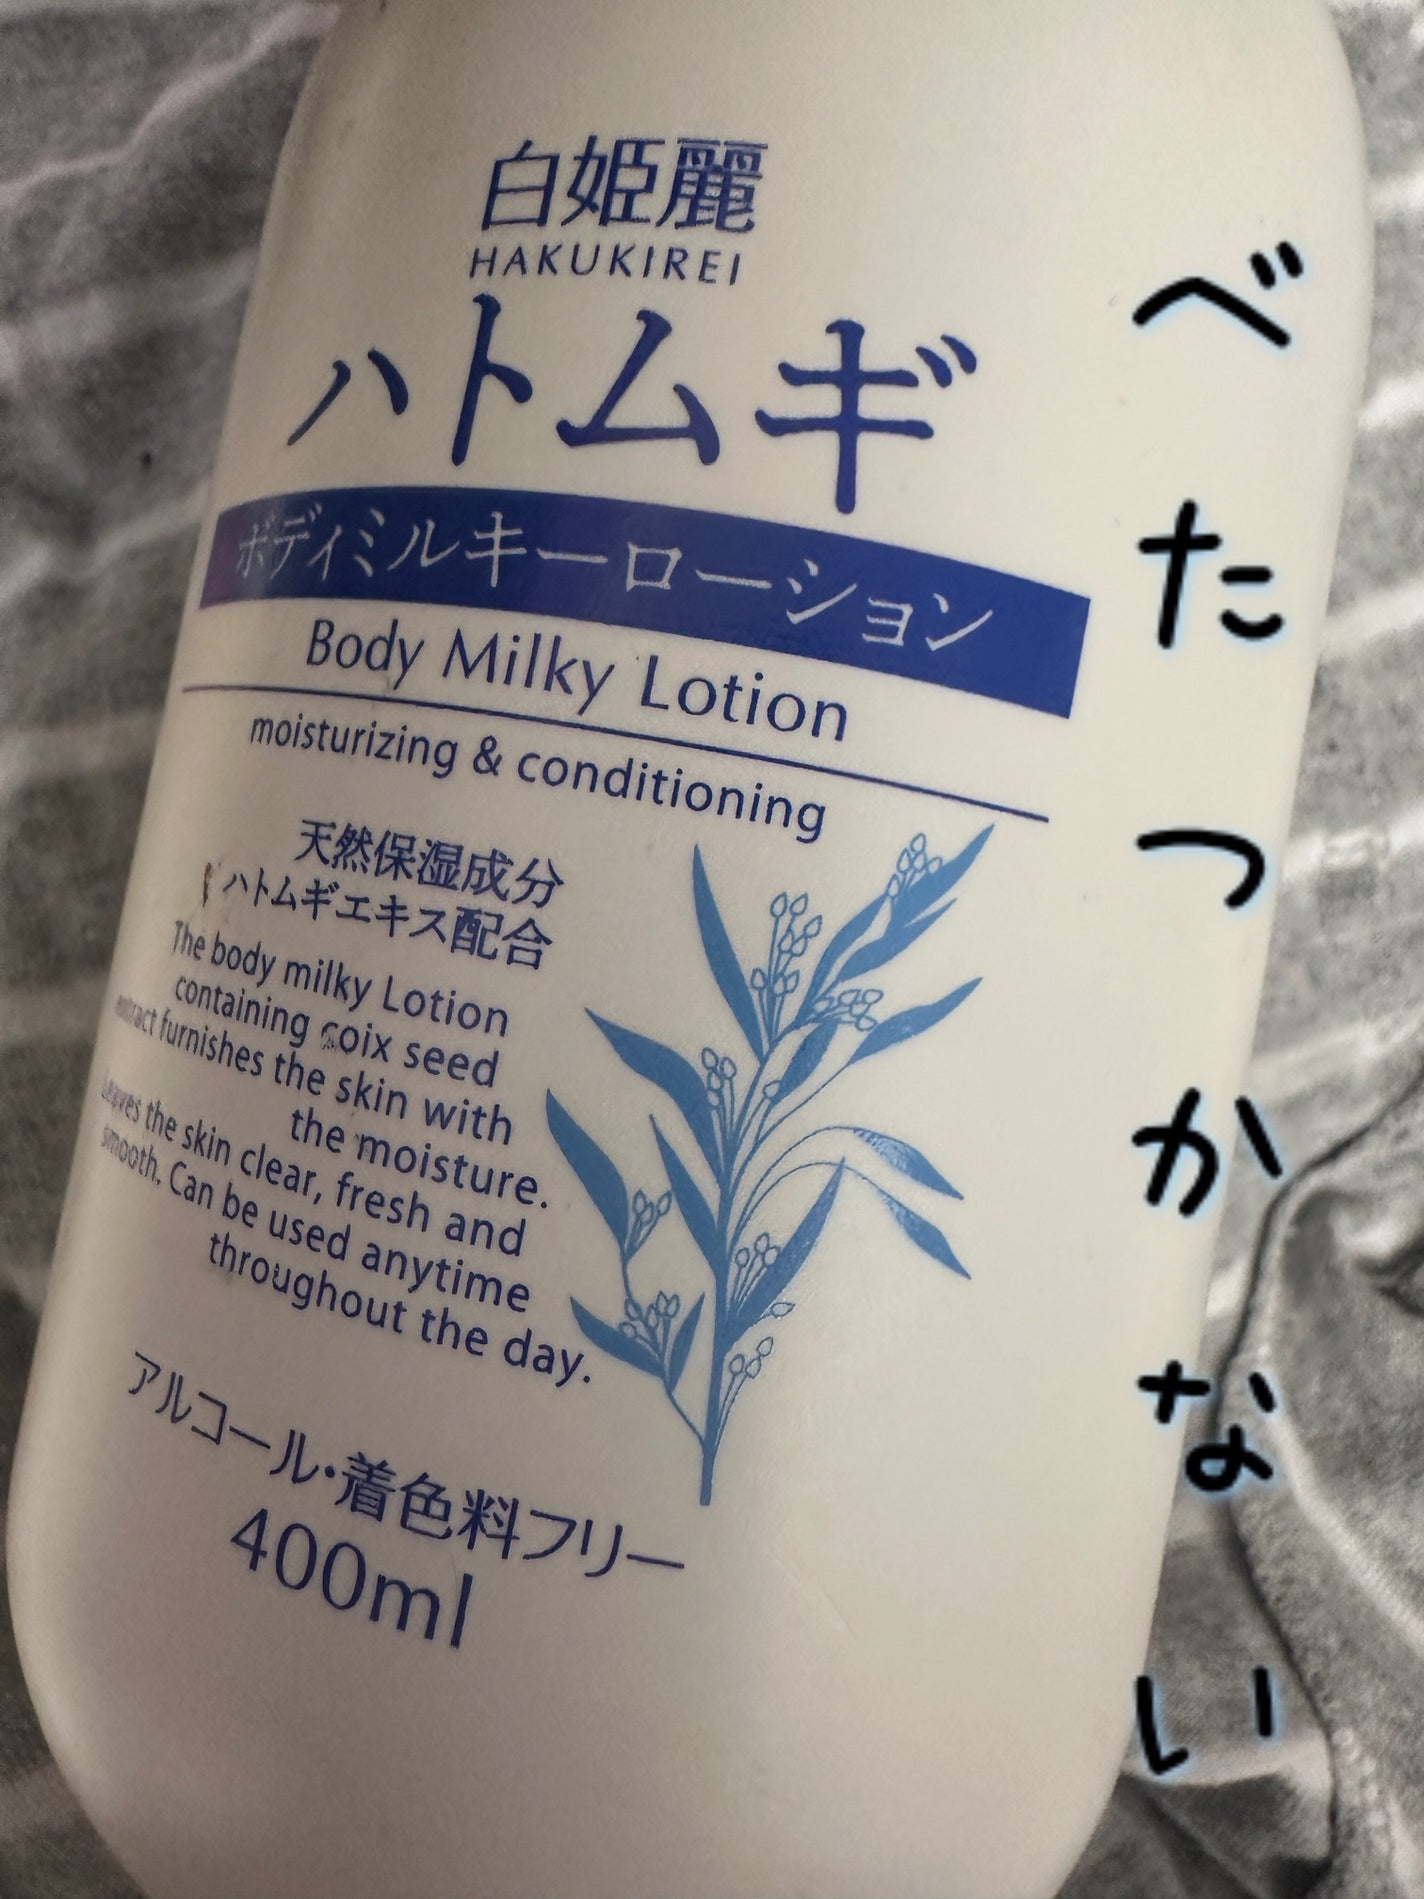 白姫麗
HAKUKIREI
ハトムギ
ボディミルキーローション
Body Milky Lotion
moisturizing & conditioning
天然保湿成分
ハトムギエキス配合
The body milky Lotion
containing coix seed
extract furnishes the skin with
the moisture.
Leaves the skin clear, fresh and
smooth. Can be used anytime
throughout the day.
アルコール・着色料フリー
400ml
べたつかない